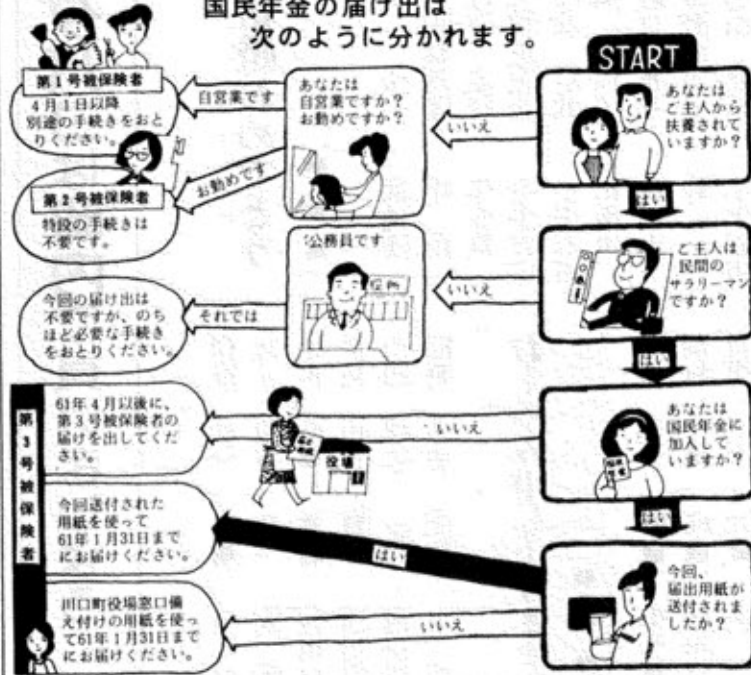 国民年金の届け出は
次のように分かれます。
START
あなたは
ご主人から
扶養されて
いますか?
いいえ
はい
あなたは
自営業ですか?
お勤めですか?
自営業です
お勤めです
第1号被保険者
4月1日以降
別途の手続きをおと
りください。
第2号被保険者
特段の手続きは
不要です。
ご主人は
民間の
サラリーマン
ですか?
いいえ
はい
公務員です
役所
それでは
今回の届け出は
不要ですが、のち
ほど必要な手続き
をおとりください。
あなたは
国民年金に
加入して
いますか?
いいえ
はい
役場
第3号被保険者
61年4月以後に、
第3号被保険者の
届けを出してくだ
さい。
今回、
届出用紙が
送付されま
したか?
はい
いいえ
今回送付された
用紙を使って
61年1月31日まで
にお届けください。
川口町役場窓口備
え付けの用紙を使っ
て61年1月31日まで
にお届けください。